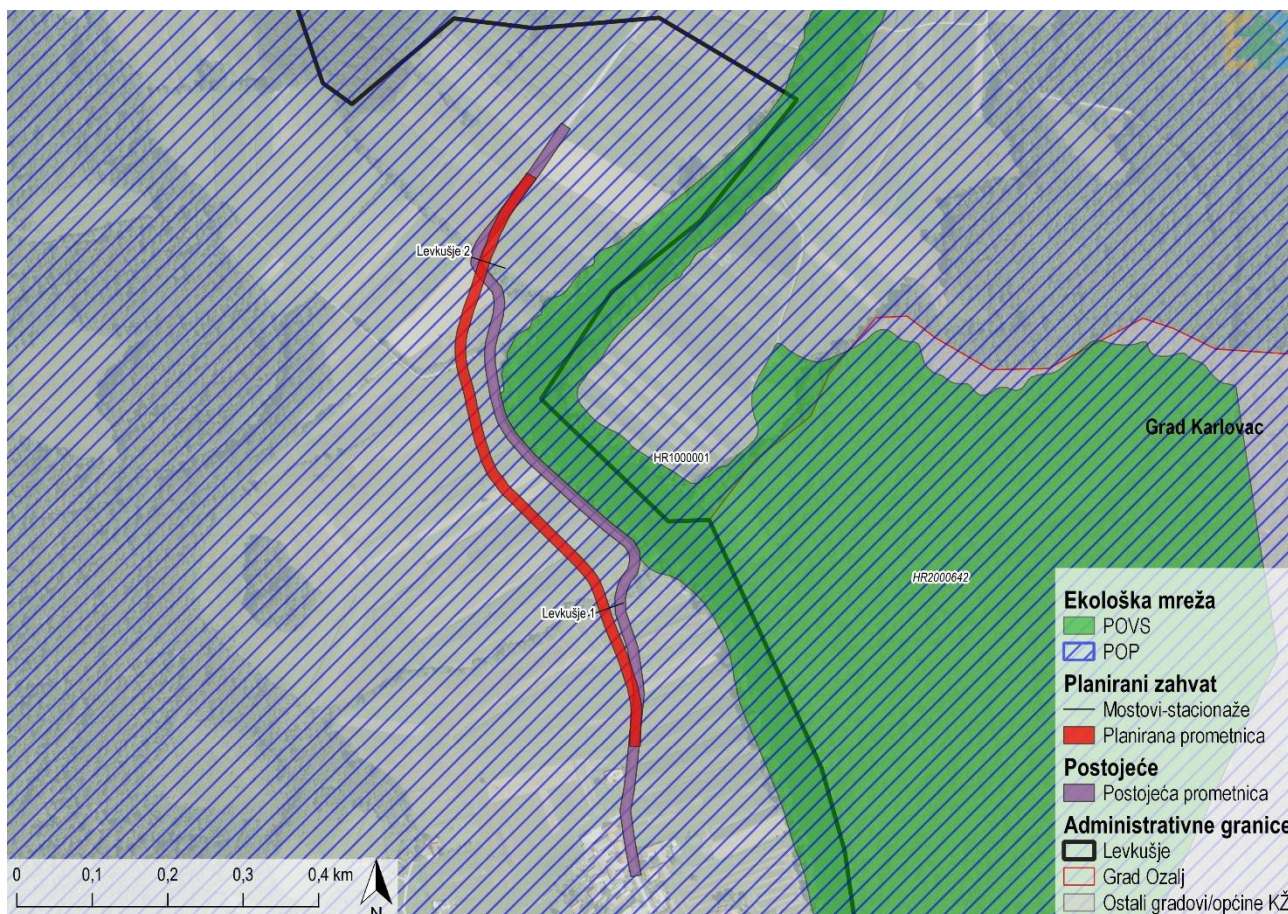 Levkušje 2
Grad Karlovac
HR1000001
HR2000642
Levkušje 1
Ekološka mreža
POVS
POP
Planirani zahvat
Mostovi-stacionaže
Planirana prometnica
Postojeće
Postojeća prometnica
Administrativne granice
Levkušje
Grad Ozalj
Ostali gradovi/općine KŽ
0 0,1 0,2 0,3 0,4 km
N